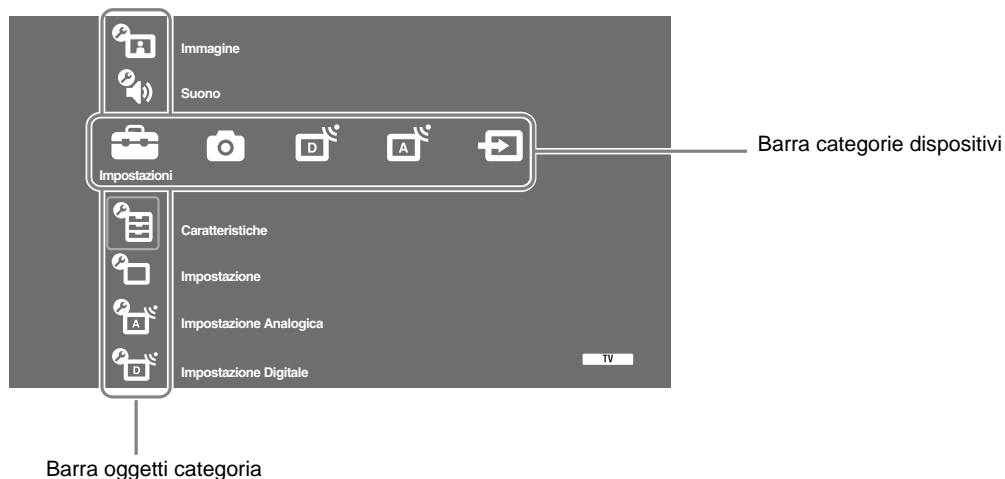 Immagine
Suono
D
A
Impostazioni
Barra categorie dispositivi
Caratteristiche
Impostazione
A
Impostazione Analogica
D
Impostazione Digitale
TV
Barra oggetti categoria